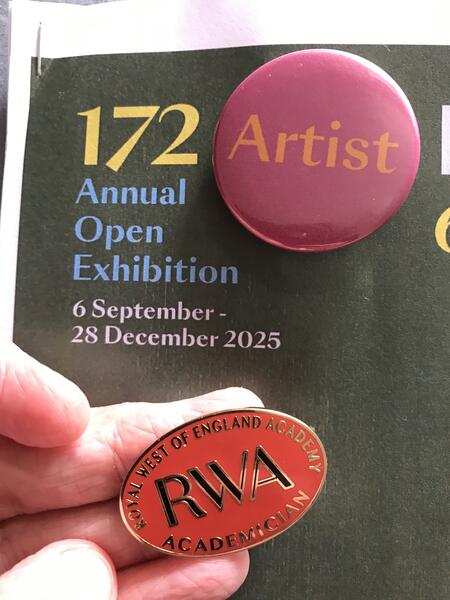 172
Artist
Annual
Open
Exhibition
6 September -
28 December 2025
ROYAL WEST OF ENGLAND ACADEMY
RWA
ACADEMICIAN